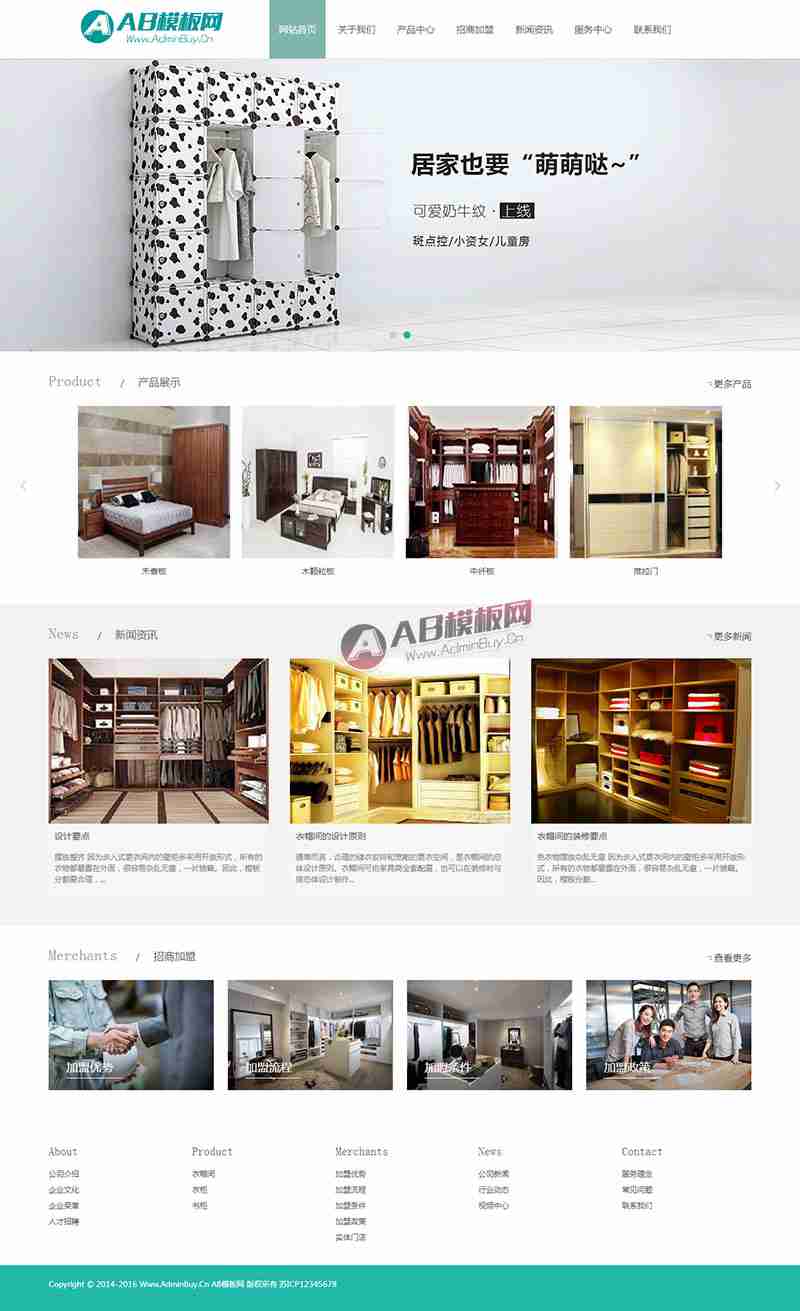 AB模板网
Www.AdminBuy.Cn
网站首页 关于我们 产品中心 招商加盟 新闻资讯 服务中心 联系我们
居家也要“萌萌哒~”
可爱奶牛纹·上线
斑点控/小资女/儿童房
Product / 产品展示 更多产品
禾香板 木颗粒板 中纤板 推拉门
News / 新闻资讯 更多新闻
AB模板网
Www.AdminBuy.Cn
设计要点 衣帽间的设计原则 衣帽间的装修要点
Merchants / 招商加盟 查看更多
加盟优势 加盟流程 加盟条件 加盟政策
About Product Merchants News Contact
公司介绍 衣帽间 加盟优势 公司新闻 服务理念
企业文化 衣柜 加盟流程 行业动态 常见问题
企业荣誉 书柜 加盟条件 视频中心 联系我们
人才招聘 加盟政策
实体门店
Copyright © 2014-2016 Www.AdminBuy.Cn AB模板网 版权所有 苏ICP12345678